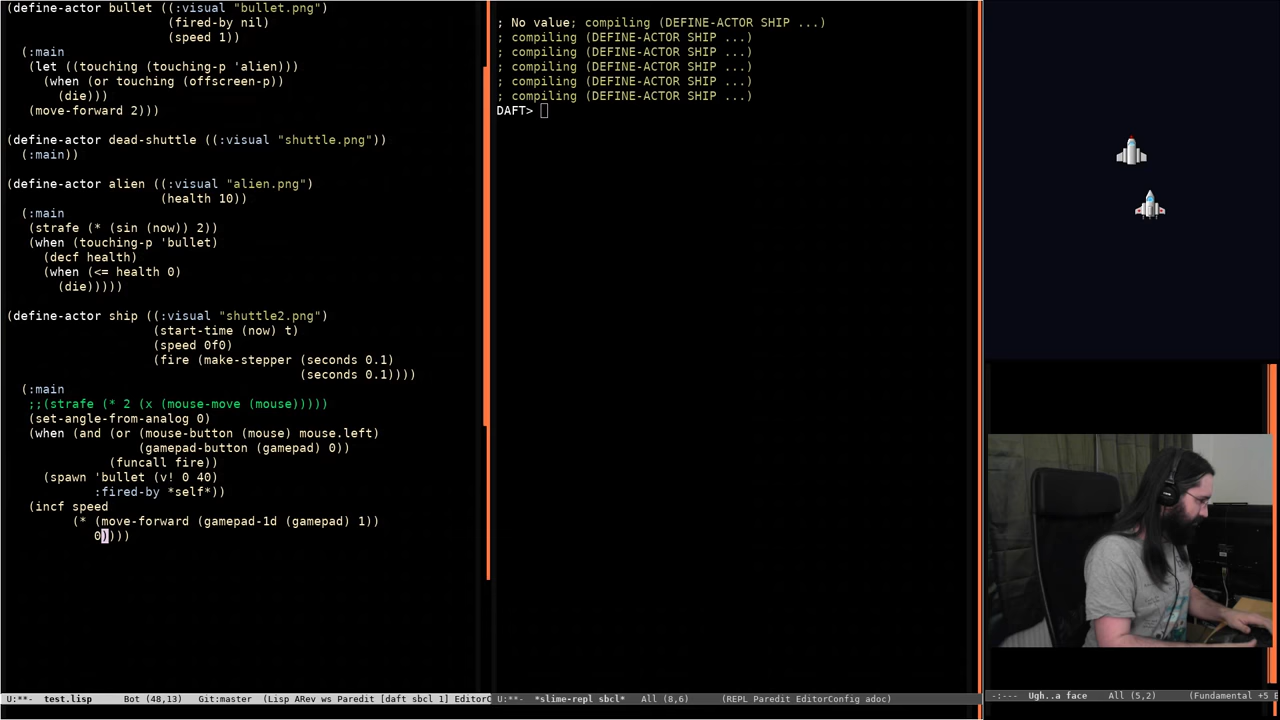 (define-actor bullet ((:visual "bullet.png")
(fired-by nil)
(speed 1))
(:main
(let ((touching (touching-p 'alien)))
(when (or touching (offscreen-p))
(die)))
(move-forward 2)))
(define-actor dead-shuttle ((:visual "shuttle.png"))
(:main))
(define-actor alien ((:visual "alien.png")
(health 10))
(:main
(strafe (* (sin (now)) 2))
(when (touching-p 'bullet)
(decf health)
(when (<= health 0)
(die)))))
(define-actor ship ((:visual "shuttle2.png")
(start-time (now) t)
(speed 0f0)
(fire (make-stepper (seconds 0.1)
(seconds 0.1))))
(:main
;;(strafe (* 2 (x (mouse-move (mouse)))))
(set-angle-from-analog 0)
(when (and (or (mouse-button (mouse) mouse.left)
(gamepad-button (gamepad) 0))
(funcall fire))
(spawn 'bullet (v! 0 40)
:fired-by *self*))
(incf speed
(* (move-forward (gamepad-1d (gamepad) 1))
0))))
U:**- test.lisp Bot (48,13) Git:master (Lisp ARev ws Paredit [daft sbcl 1] EditorC
; No value; compiling (DEFINE-ACTOR SHIP ...)
; compiling (DEFINE-ACTOR SHIP ...)
; compiling (DEFINE-ACTOR SHIP ...)
; compiling (DEFINE-ACTOR SHIP ...)
; compiling (DEFINE-ACTOR SHIP ...)
; compiling (DEFINE-ACTOR SHIP ...)
DAFT>
U:**- *slime-repl sbcl* All (8,6) (REPL Paredit EditorConfig adoc)
-:--- Ugh..a face All (5,2) (Fundamental +5 E